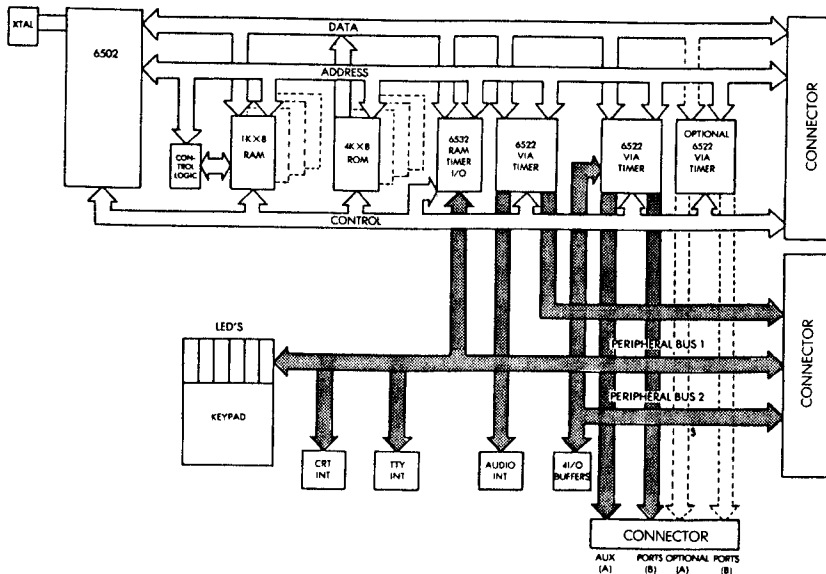 XTAL
6502
DATA
ADDRESS
CONNECTOR
CON-
TROL
LOGIC
1K×8
RAM
4K×8
ROM
6532
RAM
TIMER
I/O
6522
VIA
TIMER
6522
VIA
TIMER
OPTIONAL
6522
VIA
TIMER
CONTROL
CONNECTOR
LED'S
KEYPAD
PERIPHERAL BUS 1
PERIPHERAL BUS 2
CRT
INT
TTY
INT
AUDIO
INT
4I/O
BUFFERS
CONNECTOR
AUX
(A)
PORTS
(B)
OPTIONAL
(A)
PORTS
(B)